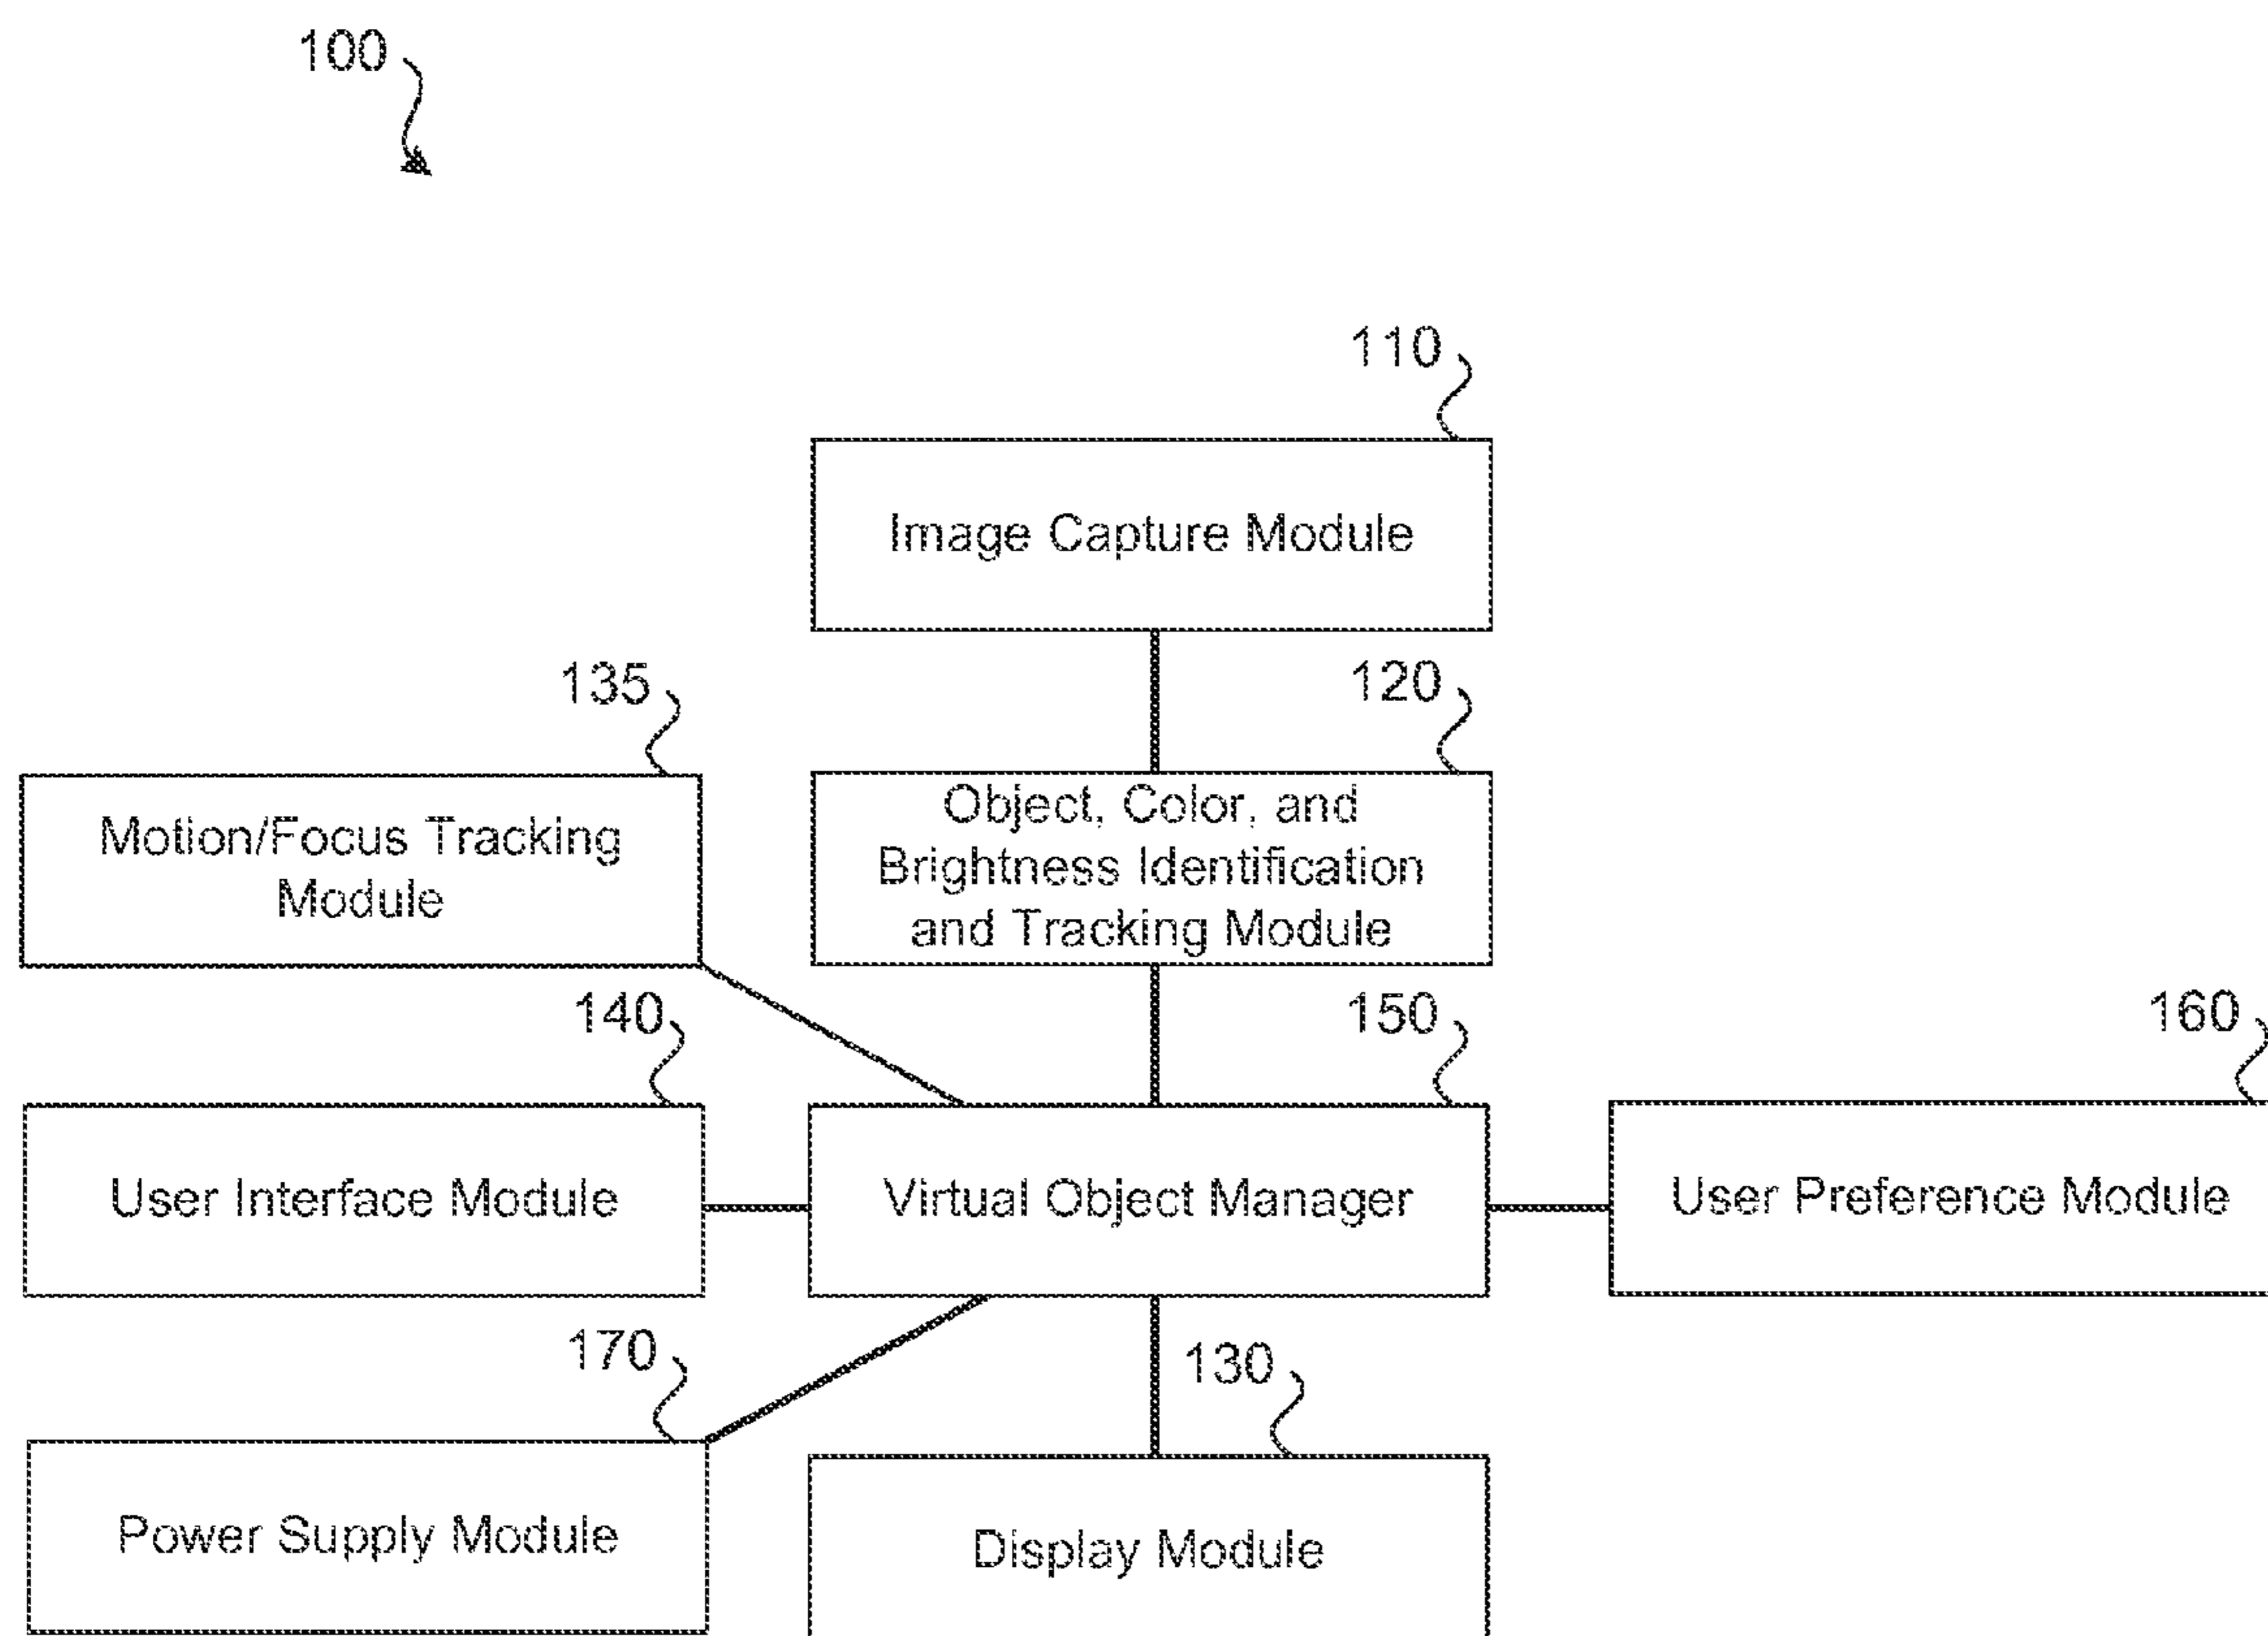 100
110
Image Capture Module
135
120
Motion/Focus Tracking
Module
Object, Color, and
Brightness Identification
and Tracking Module
140
150
160
User Interface Module
Virtual Object Manager
User Preference Module
170
130
Power Supply Module
Display Module